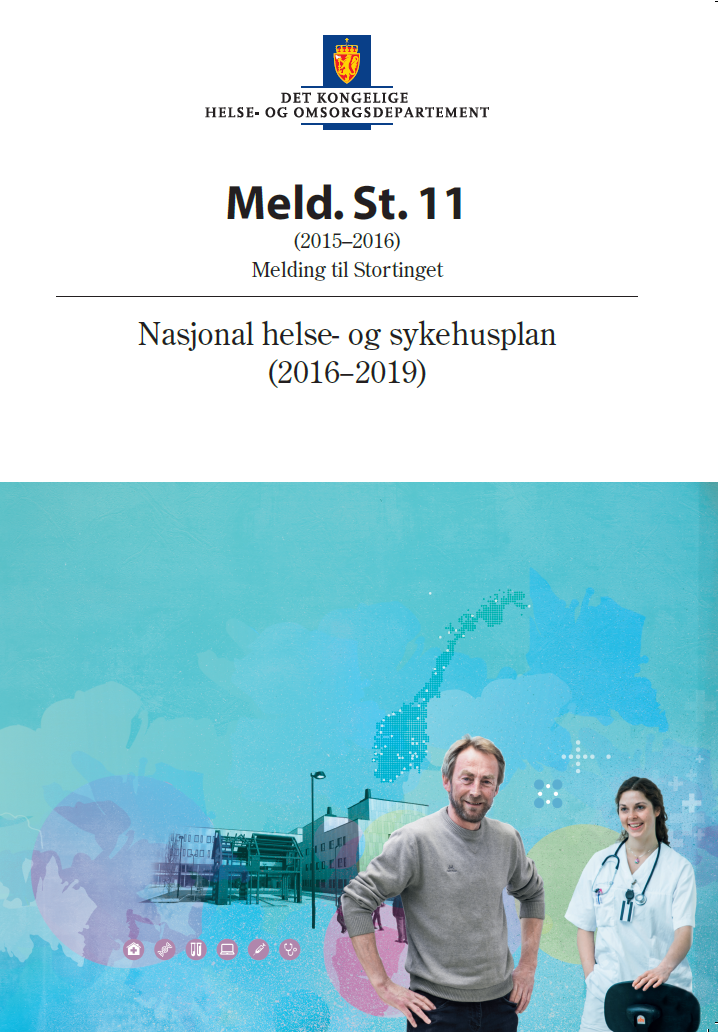 DET KONGELIGE
HELSE- OG OMSORGSDEPARTEMENT
Meld. St. 11
(2015–2016)
Melding til Stortinget
Nasjonal helse- og sykehusplan
(2016–2019)